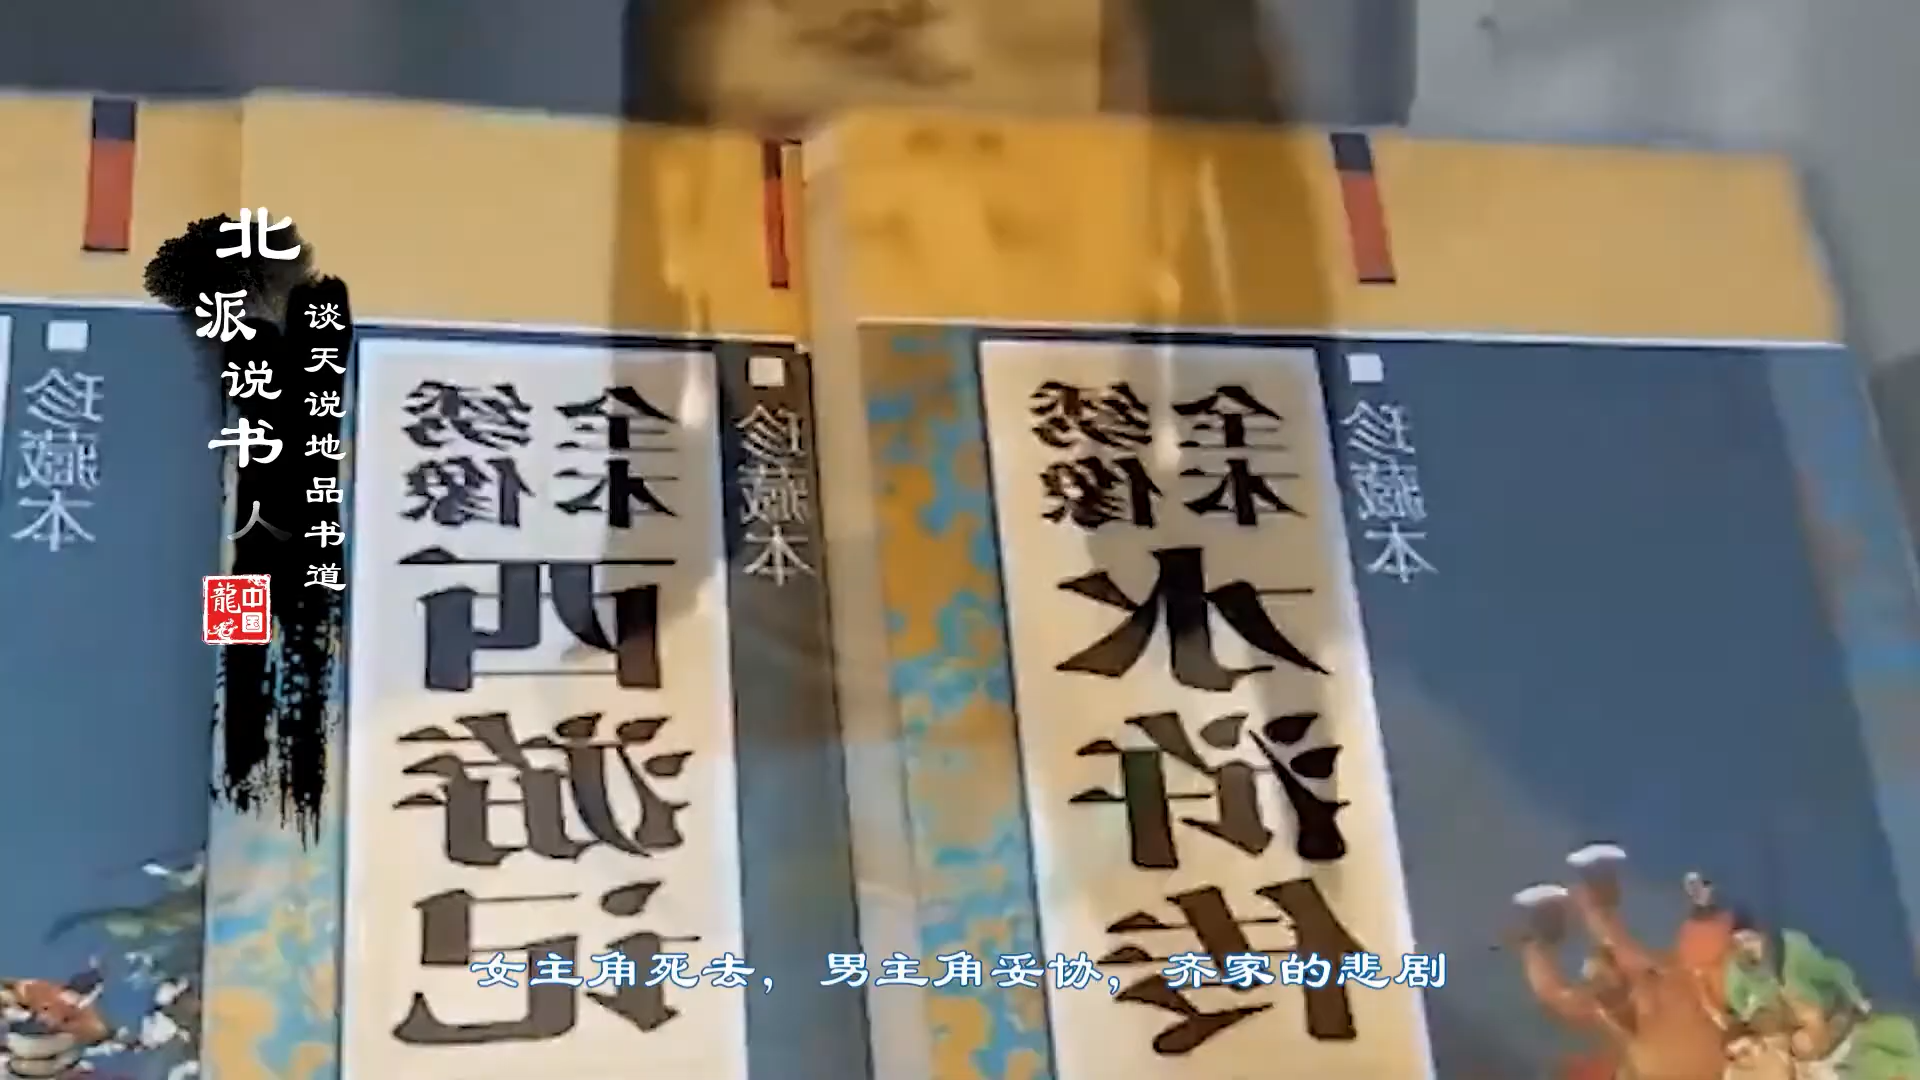 北派说书人
谈天说地品书道
中国
龍
珍藏本
全本
绣像
西游记
珍藏本
全本
绣像
水浒传
珍藏本
女主角死去，男主角妥协，齐家的悲剧